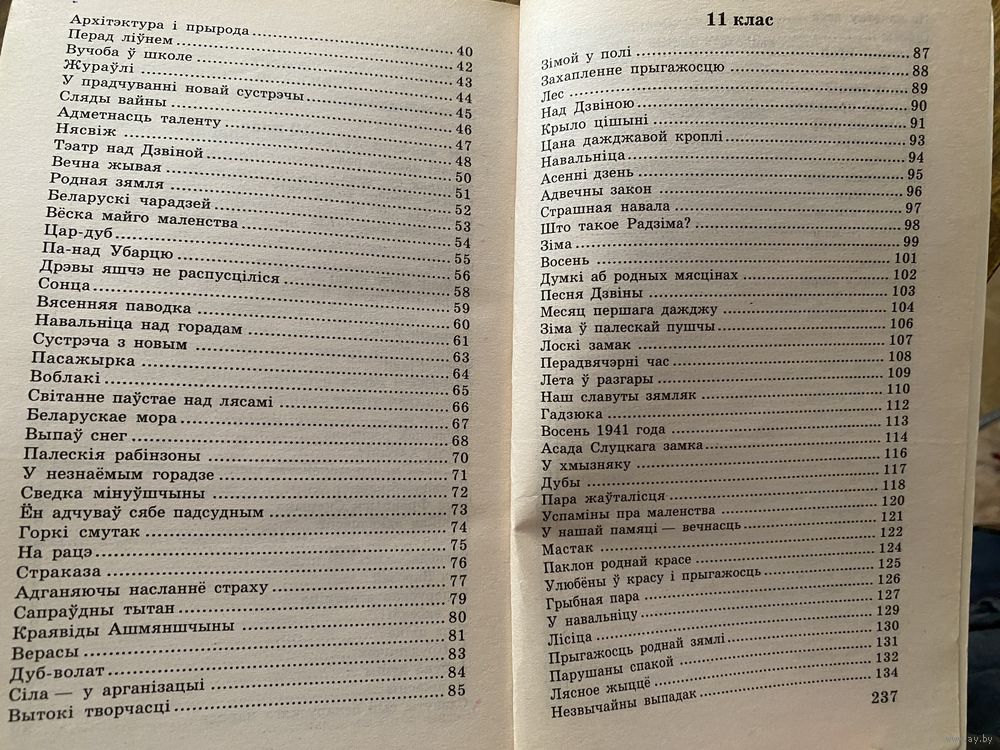 Архітэктура і прырода ... 40
Перад ліўнем ... 42
Вучоба ў школе ... 43
Жураўлі ... 44
У прадчуванні новай сустрэчы ... 45
Сляды вайны ... 46
Адметнасць таленту ... 47
Нясвіж ... 48
Тэатр над Дзвіной ... 50
Вечна жывая ... 51
Родная зямля ... 52
Беларускі чарадзей ... 53
Вёска майго маленства ... 54
Цар-дуб ... 55
Па-над Убарцю ... 56
Дрэвы яшчэ не распусціліся ... 58
Сонца ... 59
Вясенняя паводка ... 60
Навальніца над горадам ... 61
Сустрэча з новым ... 63
Пасажырка ... 64
Воблакі ... 65
Світанне паўстае над лясамі ... 66
Беларускае мора ... 67
Выпаў снег ... 68
Палескія рабінзоны ... 70
У незнаёмым горадзе ... 71
Сведка мінуўшчыны ... 72
Ён адчуваў сябе падсудным ... 73
Горкі смутак ... 74
На рацэ ... 75
Страказа ... 76
Адганяючы насланнё страху ... 77
Сапраўдны тытан ... 79
Краявіды Ашмяншчыны ... 80
Верасы ... 81
Дуб-волат ... 83
Сіла — у арганізацыі ... 84
Вытокі творчасці ... 85
11 клас
Зімой у полі ... 87
Захапленне прыгажосцю ... 88
Лес ... 89
Над Дзвіною ... 90
Крыло цішыні ... 91
Цана дажджавой кроплі ... 93
Навальніца ... 94
Асенні дзень ... 95
Адвечны закон ... 96
Страшная навала ... 97
Што такое Радзіма? ... 98
Зіма ... 99
Восень ... 101
Думкі аб родных мясцінах ... 102
Песня Дзвіны ... 103
Месяц першага дажджу ... 104
Зіма ў палескай пушчы ... 106
Лоскі замак ... 107
Перадвячэрні час ... 108
Лета ў разгары ... 109
Наш славуты зямляк ... 110
Гадзюка ... 112
Восень 1941 года ... 113
Асада Слуцкага замка ... 114
У хмызняку ... 116
Дубы ... 117
Пара жаўталісця ... 118
Успаміны пра маленства ... 120
У нашай памяці — вечнасць ... 121
Мастак ... 122
Паклон роднай красе ... 124
Улюбёны ў красу і прыгажосць ... 125
Грыбная пара ... 126
У навальніцу ... 127
Лісіца ... 129
Прыгажосць роднай зямлі ... 130
Парушаны спакой ... 131
Лясное жыццё ... 132
Незвычайны выпадак ... 134
237